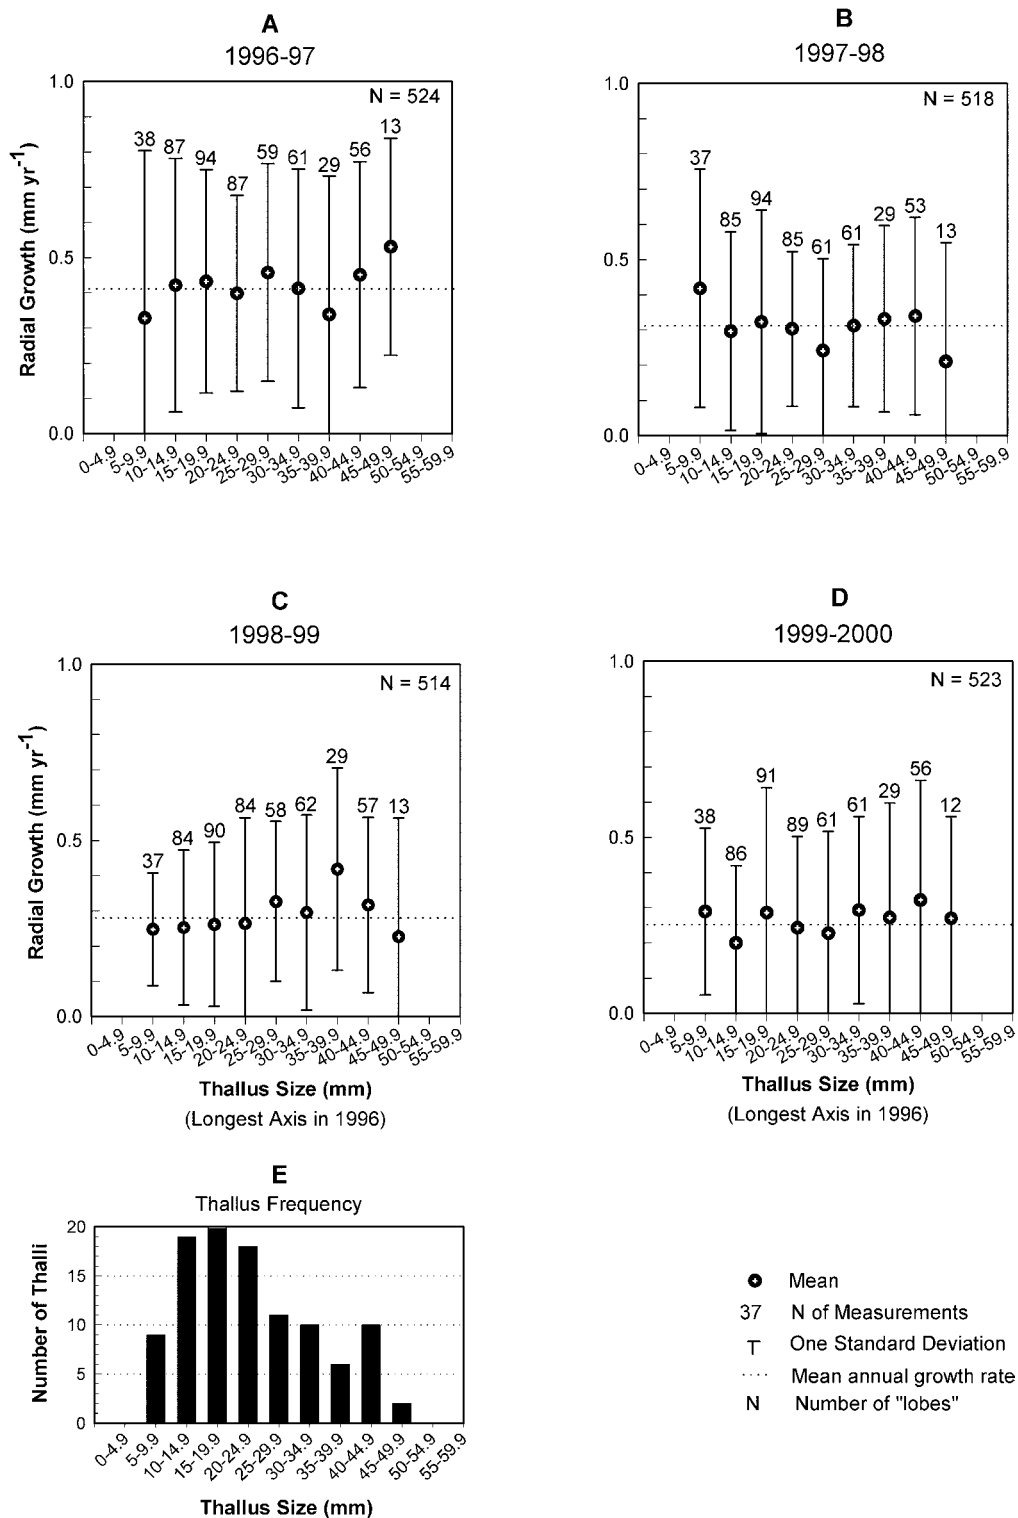 A
1996-97
N = 524
1.0
0.5
0.0
Radial Growth (mm yr-1)
38 87 94 87 59 61 29 56 13
0-4.9 5-9.9 10-14.9 15-19.9 20-24.9 25-29.9 30-34.9 35-39.9 40-44.9 45-49.9 50-54.9 55-59.9
B
1997-98
N = 518
1.0
0.5
0.0
37 85 94 85 61 61 29 53 13
0-4.9 5-9.9 10-14.9 15-19.9 20-24.9 25-29.9 30-34.9 35-39.9 40-44.9 45-49.9 50-54.9 55-59.9
C
1998-99
N = 514
1.0
0.5
0.0
Radial Growth (mm yr-1)
37 84 90 84 58 62 29 57 13
0-4.9 5-9.9 10-14.9 15-19.9 20-24.9 25-29.9 30-34.9 35-39.9 40-44.9 45-49.9 50-54.9 55-59.9
Thallus Size (mm)
(Longest Axis in 1996)
D
1999-2000
N = 523
1.0
0.5
0.0
38 86 91 89 61 61 29 56 12
0-4.9 5-9.9 10-14.9 15-19.9 20-24.9 25-29.9 30-34.9 35-39.9 40-44.9 45-49.9 50-54.9 55-59.9
Thallus Size (mm)
(Longest Axis in 1996)
E
Thallus Frequency
20
15
10
5
0
Number of Thalli
0-4.9 5-9.9 10-14.9 15-19.9 20-24.9 25-29.9 30-34.9 35-39.9 40-44.9 45-49.9 50-54.9 55-59.9
Thallus Size (mm)
Mean
37 N of Measurements
One Standard Deviation
Mean annual growth rate
N Number of "lobes"